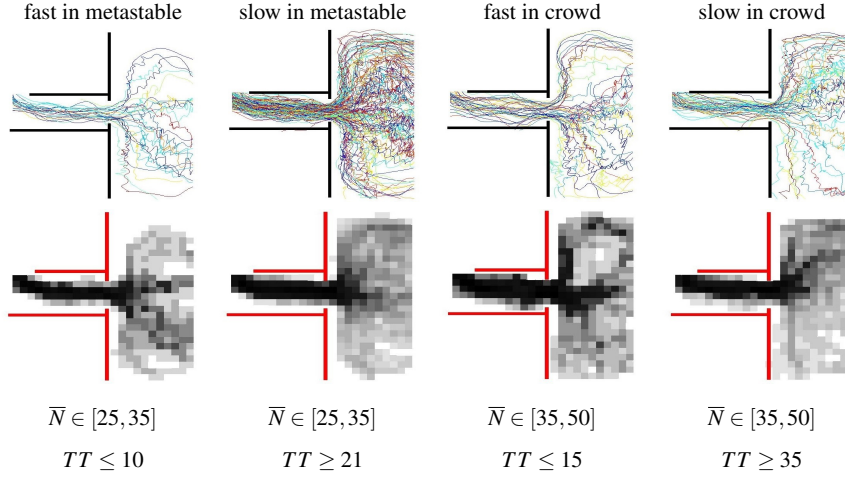 fast in metastable
slow in metastable
fast in crowd
slow in crowd
N̅ ∈ [25,35]
N̅ ∈ [25,35]
N̅ ∈ [35,50]
N̅ ∈ [35,50]
TT ≤ 10
TT ≥ 21
TT ≤ 15
TT ≥ 35